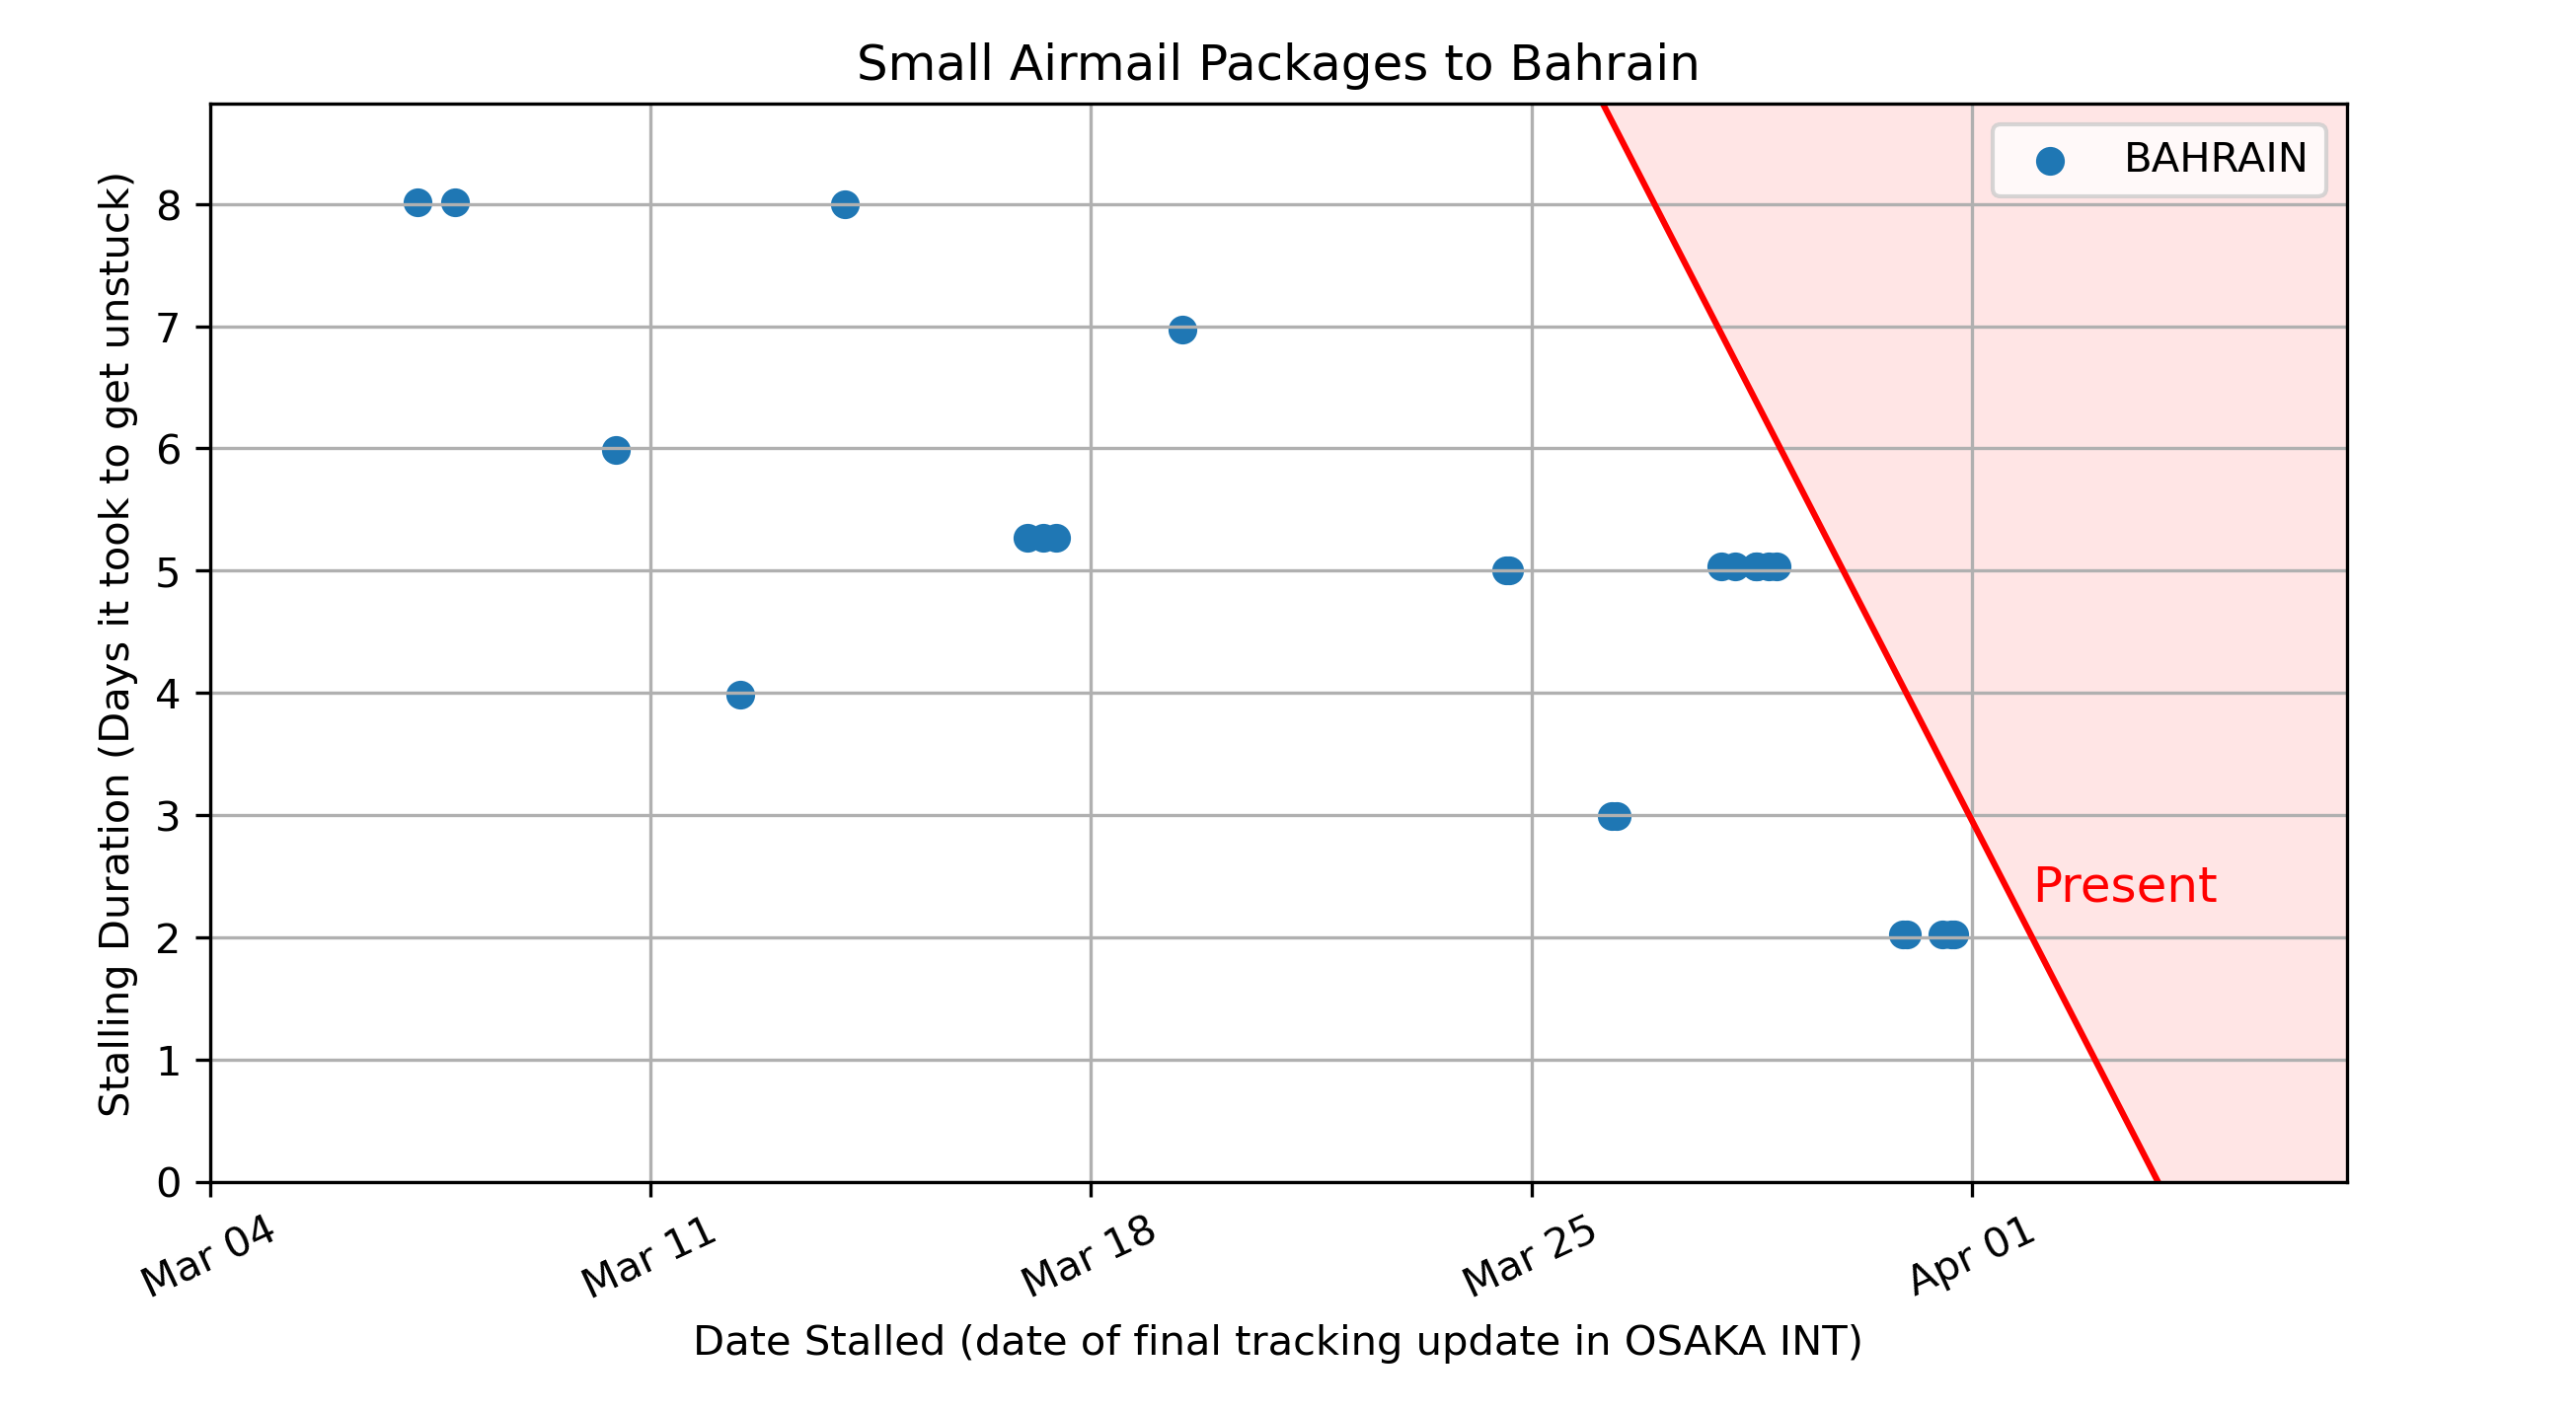 Small Airmail Packages to Bahrain
BAHRAIN
Stalling Duration (Days it took to get unstuck)
8
7
6
5
4
3
2
1
0
Present
Mar 04
Mar 11
Mar 18
Mar 25
Apr 01
Date Stalled (date of final tracking update in OSAKA INT)